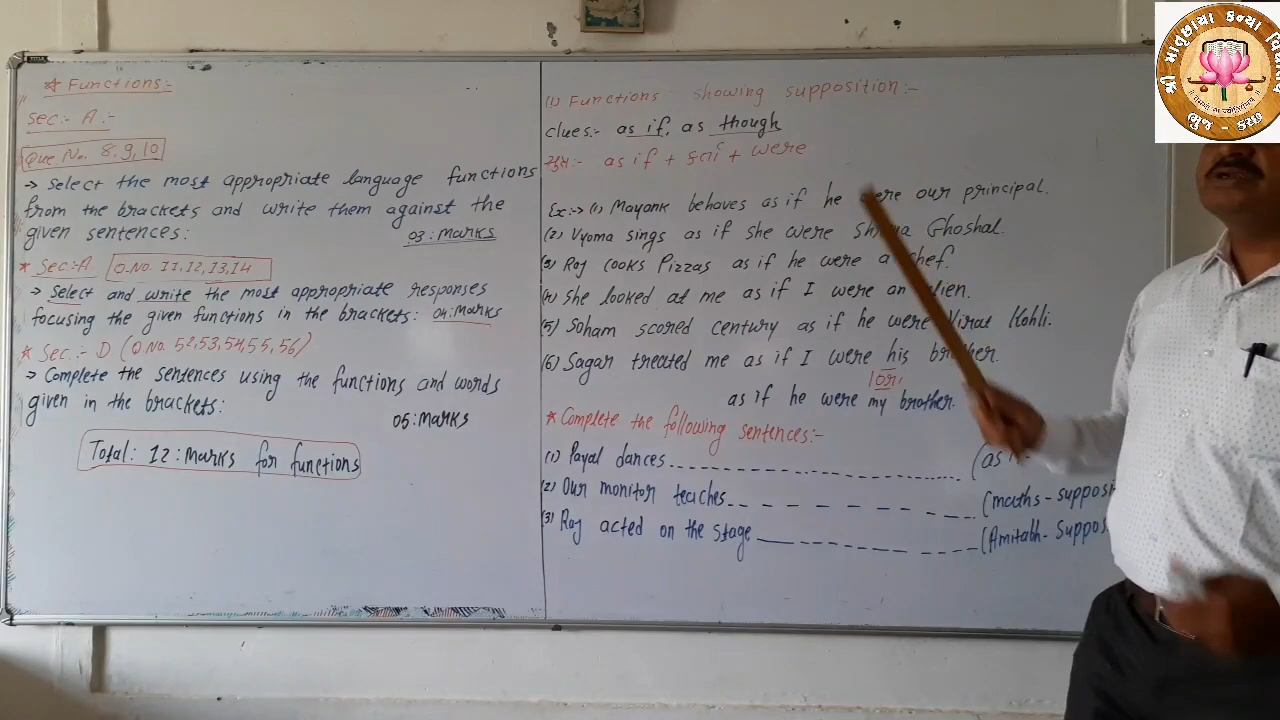 * Functions:-
Sec:- A:-
Que No. 8,9,10
→ Select the most appropriate language functions
from the brackets and write them against the
given sentences:
03: Marks
* Sec:-A Q.No. 11,12,13,14
→ Select and write the most appropriate responses
focusing the given functions in the brackets: 04: Marks
* Sec:- D (Q.No. 52,53,54,55,56)
→ Complete the sentences using the functions and words
given in the brackets:
05: Marks
Total: 12: Marks for functions
(1) Functions showing supposition:-
clues:- as if, as though
સૂત્ર:- as if + કર્તા + were
Ex:→ (1) Mayank behaves as if he were our principal.
(2) Vyoma sings as if she were Ghoshal.
(3) Raj cooks Pizzas as if he were a chef.
(4) She looked at me as if I were an alien.
(5) Soham scored century as if he were Virat Kohli.
(6) Sagar treated me as if I were his brother.
(or)
as if he were my brother.
* Complete the following sentences:-
(1) Payal dances (as
(2) Our monitor teaches (maths - supposi
(3) Raj acted on the stage (Amitabh - Suppos
શ્રી માતૃછાયા કન્યા વિદ્યાલય
ભુજ - કચ્છ